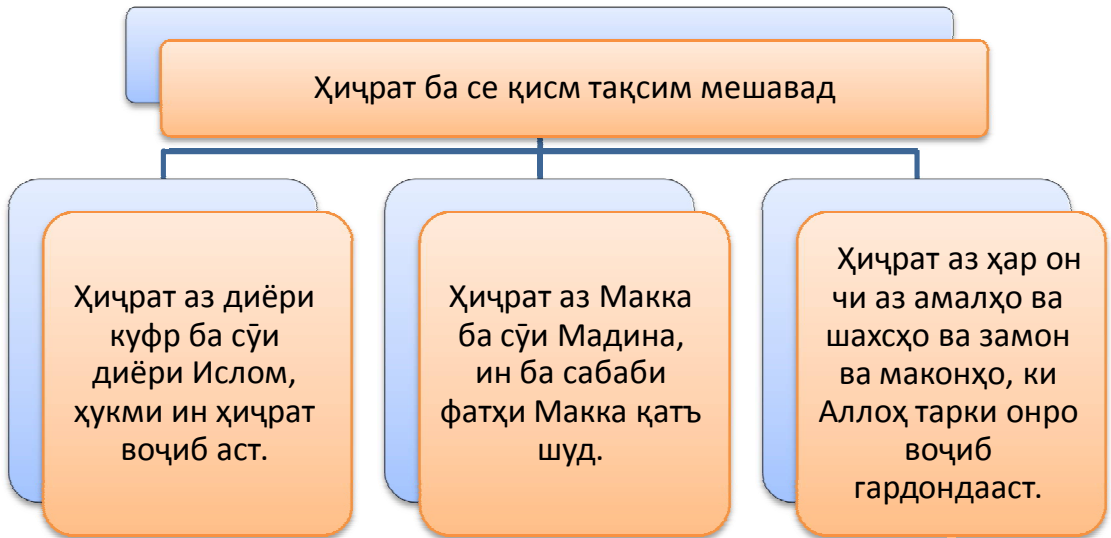 Ҳиҷрат ба се қисм тақсим мешавад
Ҳиҷрат аз диёри
куфр ба сӯи
диёри Ислом,
ҳукми ин ҳиҷрат
воҷиб аст.
Ҳиҷрат аз Макка
ба сӯи Мадина,
ин ба сабаби
фатҳи Макка қатъ
шуд.
Ҳиҷрат аз ҳар он
чи аз амалҳо ва
шахсҳо ва замон
ва маконҳо, ки
Аллоҳ тарки онро
воҷиб
гардондааст.